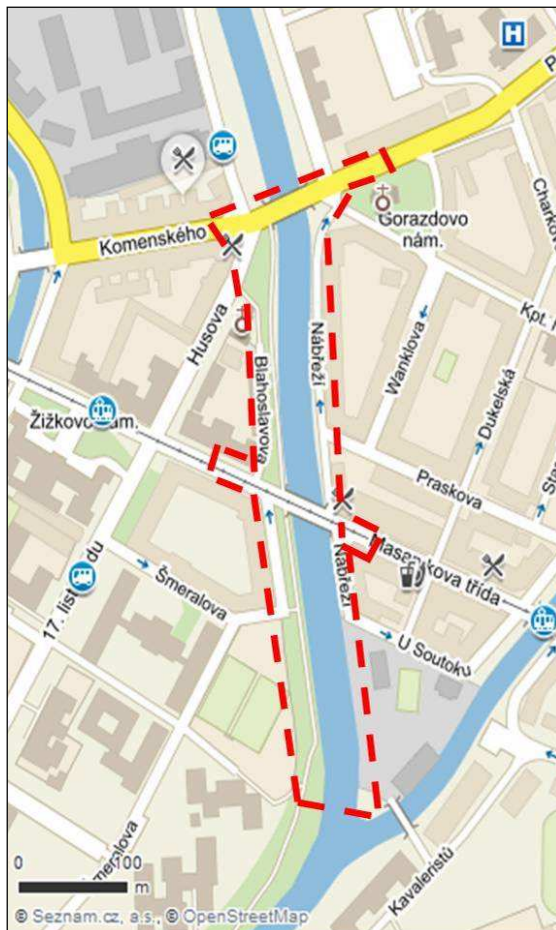 H
P
Komenského
Gorazdovo
nám.
Charkov
Kpt. N
Husova
Nábřeží
Wanklova
Blahoslavova
Dukelská
Žižkovo nám.
Praskova
17. listopadu
Šmeralova
Masarykova třída
Nábřeží
U Soutoku
Kavaleristů
Šmeralova
0 100
m
© Seznam.cz, a.s., © OpenStreetMap